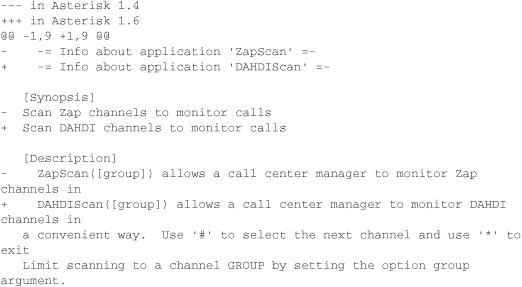 --- in Asterisk 1.4
+++ in Asterisk 1.6
@@ -1,9 +1,9 @@
-    -= Info about application 'ZapScan' =-
+    -= Info about application 'DAHDIScan' =-
[Synopsis]
-  Scan Zap channels to monitor calls
+  Scan DAHDI channels to monitor calls
[Description]
-    ZapScan([group]) allows a call center manager to monitor Zap
channels in
+    DAHDIScan([group]) allows a call center manager to monitor DAHDI
channels in
a convenient way.  Use '#' to select the next channel and use '*' to
exit
Limit scanning to a channel GROUP by setting the option group
argument.